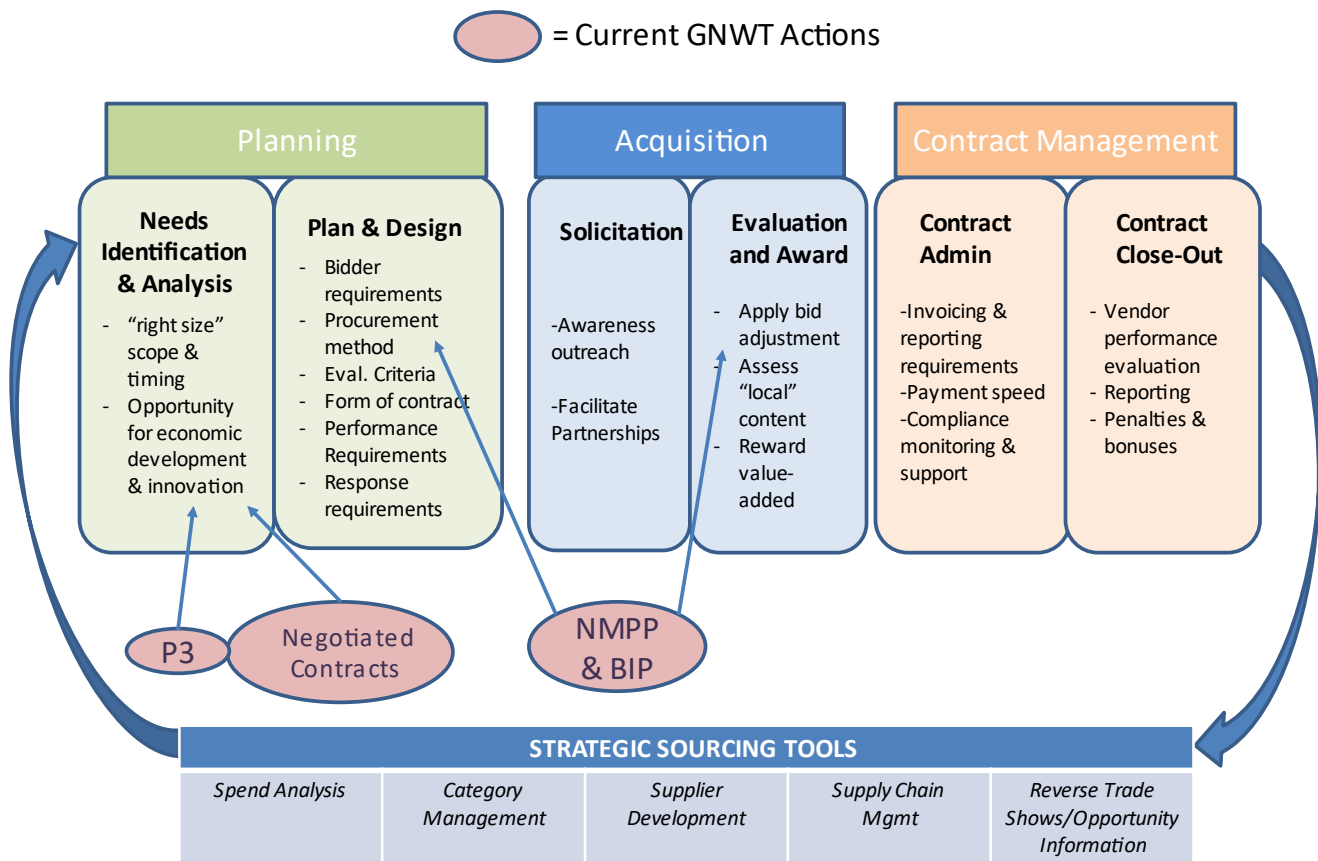 = Current GNWT Actions
Planning
Acquisition
Contract Management
Needs
Identification
& Analysis
- "right size"
scope &
timing
- Opportunity
for economic
development
& innovation
Plan & Design
- Bidder
requirements
- Procurement
method
- Eval. Criteria
- Form of contract
- Performance
Requirements
- Response
requirements
Solicitation
-Awareness
outreach
-Facilitate
Partnerships
Evaluation
and Award
- Apply bid
adjustment
- Assess
"local"
content
- Reward
value-
added
Contract
Admin
-Invoicing &
reporting
requirements
-Payment speed
-Compliance
monitoring &
support
Contract
Close-Out
- Vendor
performance
evaluation
- Reporting
- Penalties &
bonuses
P3
Negotiated
Contracts
NMPP
& BIP
STRATEGIC SOURCING TOOLS
Spend Analysis
Category
Management
Supplier
Development
Supply Chain
Mgmt
Reverse Trade
Shows/Opportunity
Information